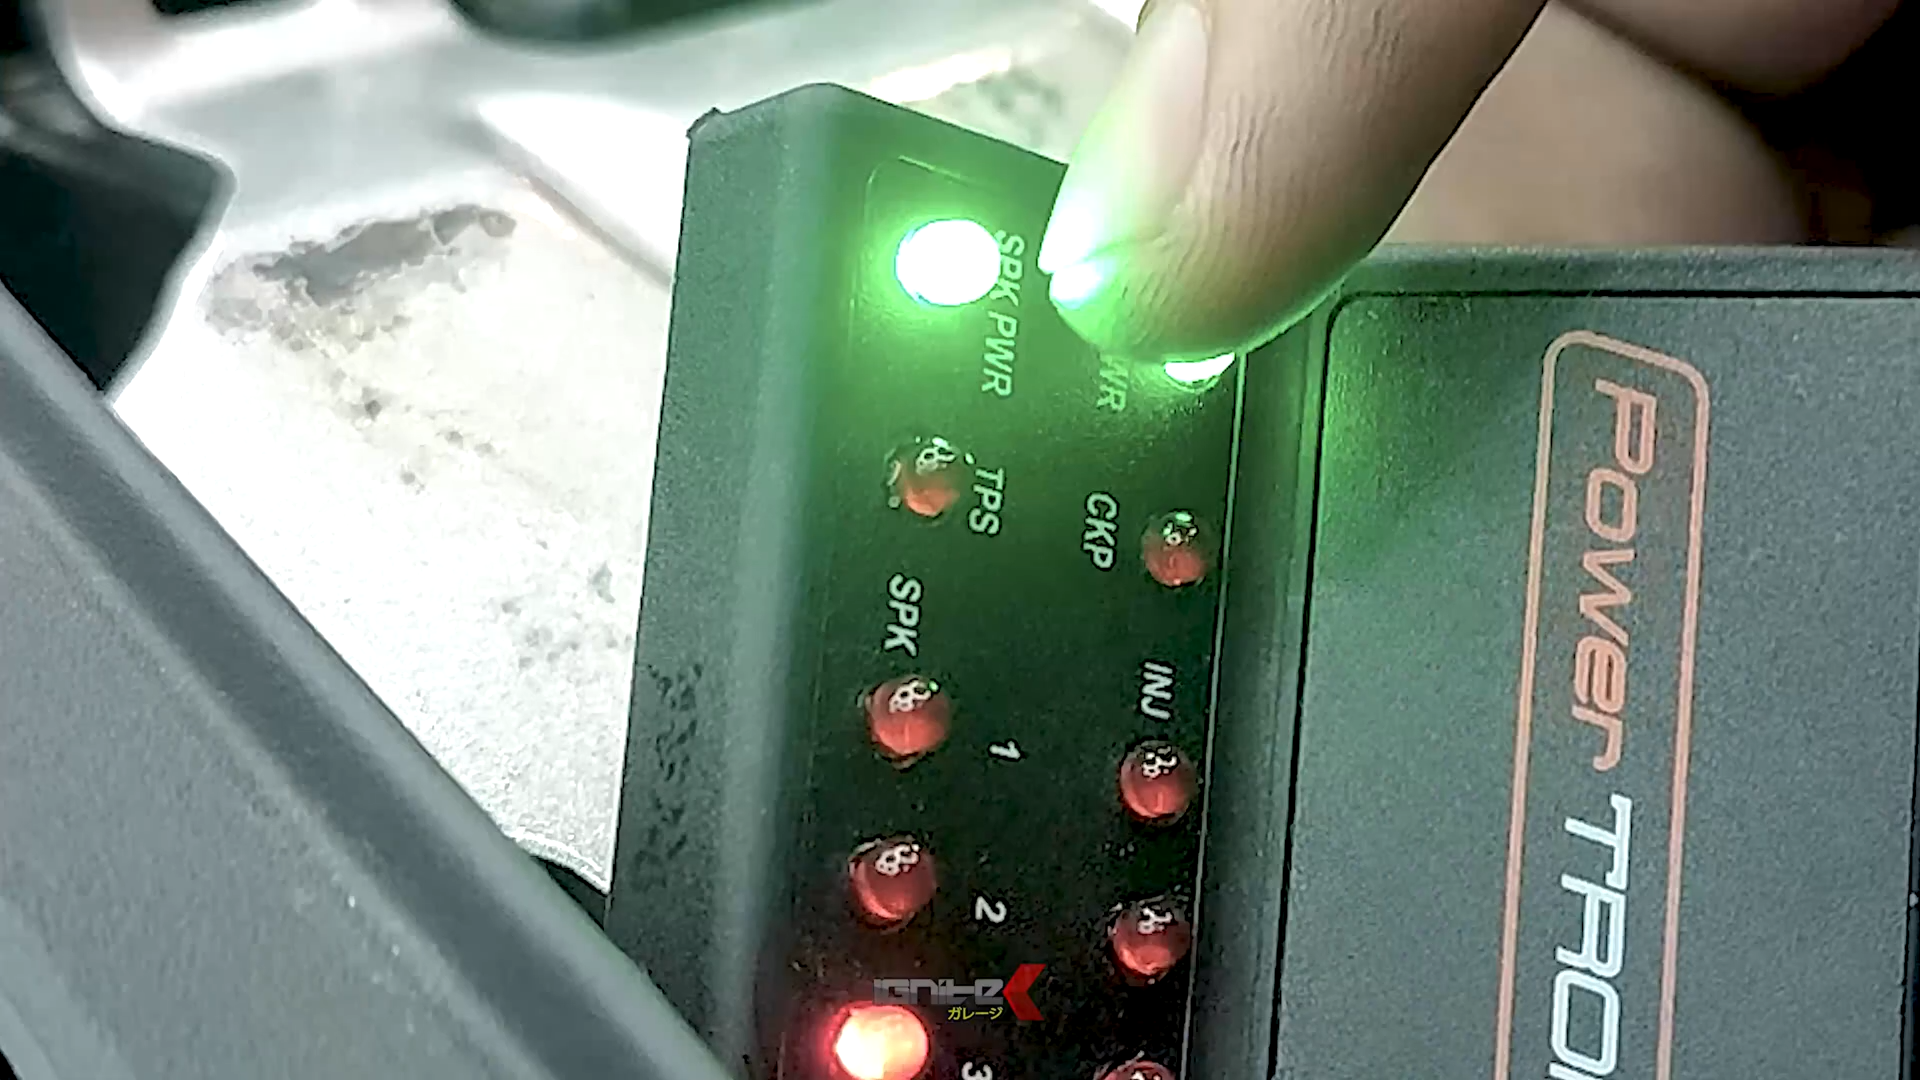 SPK PWR
WR
TPS
CKP
SPK
INJ
1
2
3
Power TRO
IGNITE
ガレージ